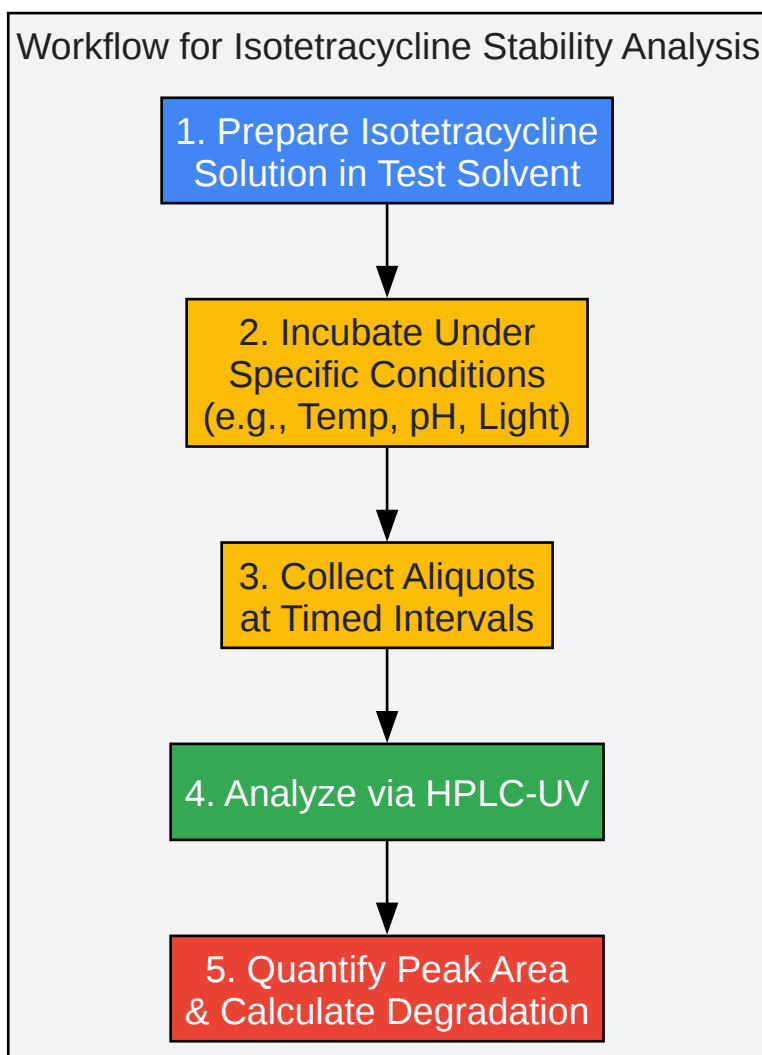 Workflow for Isotetracycline Stability Analysis
1. Prepare Isotetracycline
Solution in Test Solvent
2. Incubate Under
Specific Conditions
(e.g., Temp, pH, Light)
3. Collect Aliquots
at Timed Intervals
4. Analyze via HPLC-UV
5. Quantify Peak Area
& Calculate Degradation